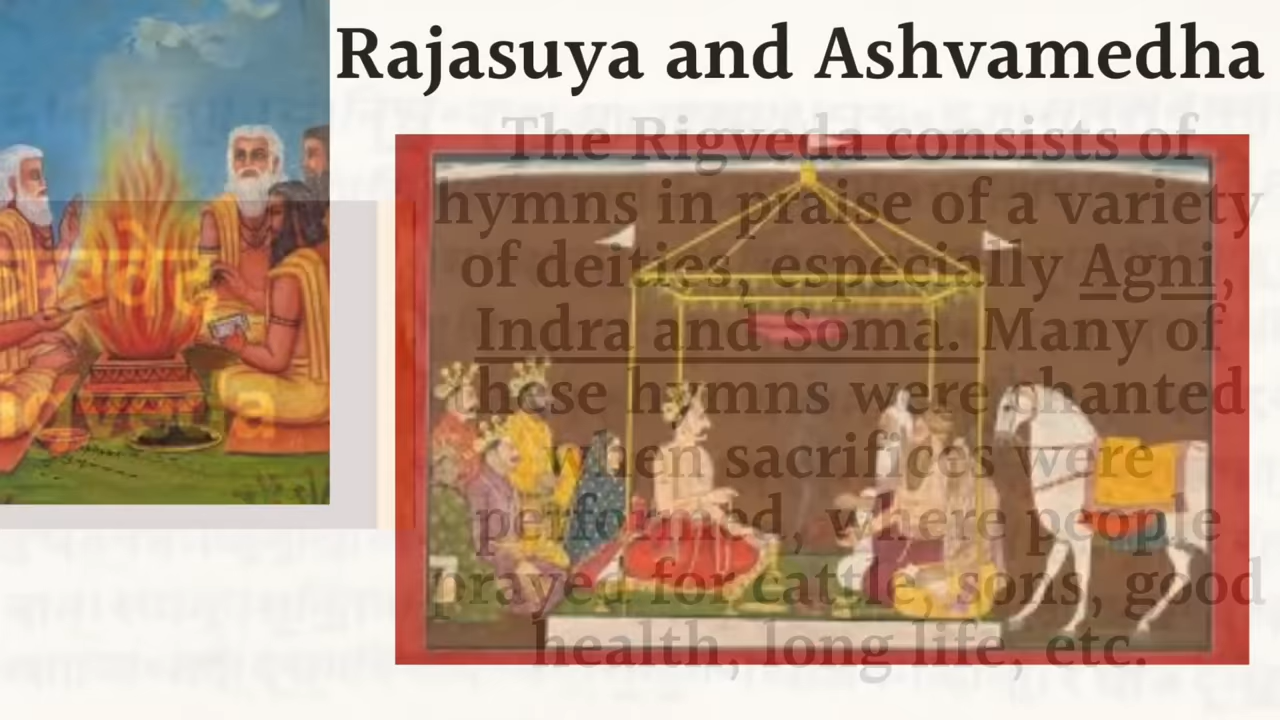 Rajasuya and Ashvamedha
The Rigveda consists of
hymns in praise of a variety
of deities, especially Agni,
Indra and Soma. Many of
these hymns were chanted
when sacrifices were
performed, where people
prayed for cattle, sons, good
health, long life, etc.